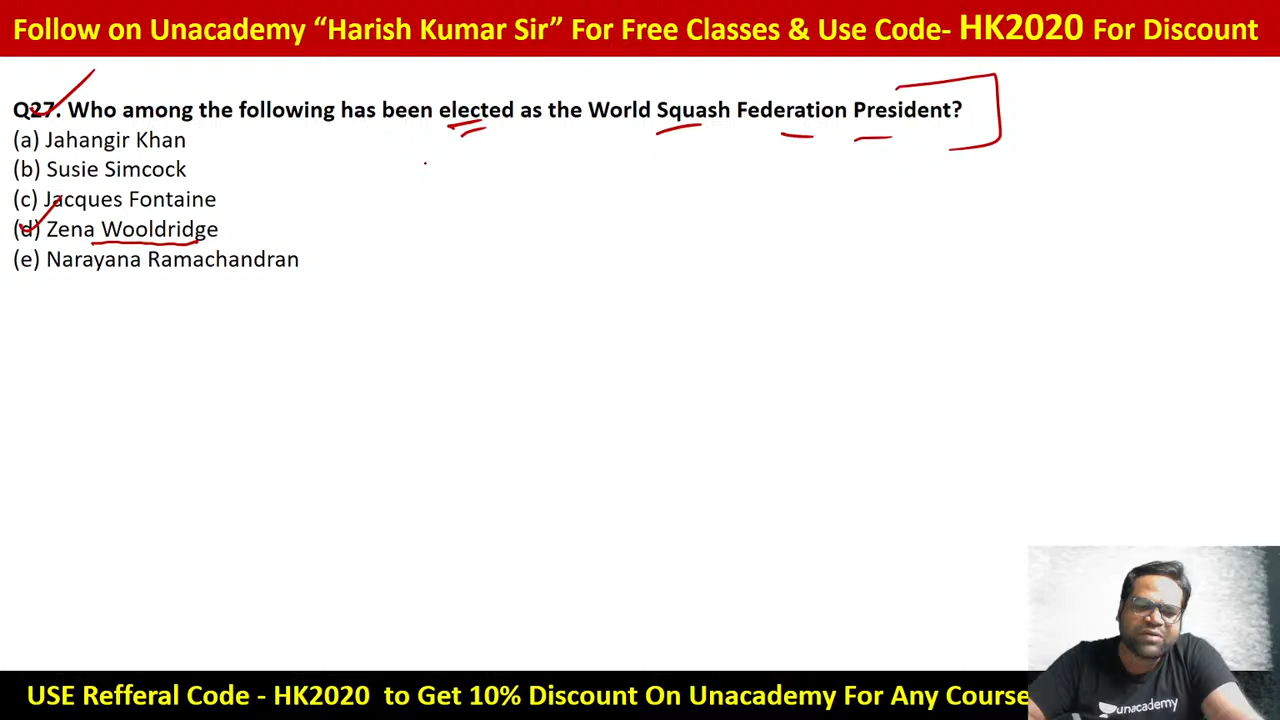 Follow on Unacademy “Harish Kumar Sir” For Free Classes & Use Code- HK2020 For Discount
Q27. Who among the following has been elected as the World Squash Federation President?
(a) Jahangir Khan
(b) Susie Simcock
(c) Jacques Fontaine
(d) Zena Wooldridge
(e) Narayana Ramachandran
unacademy
USE Refferal Code - HK2020 to Get 10% Discount On Unacademy For Any Course